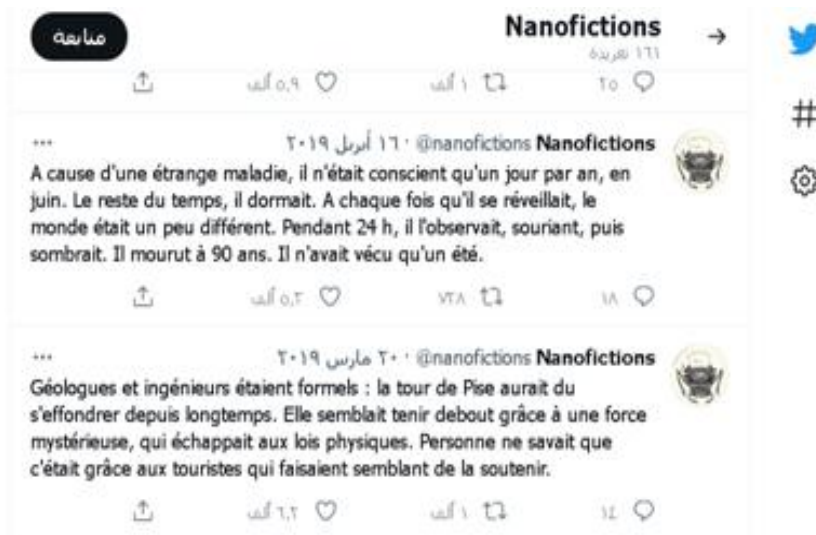 Nanofictions
١٦١ تغريدة
متابعة
٢٥ ١ ألف ٥,٩ ألف
Nanofictions @nanofictions · ١٦ أبريل ٢٠١٩
A cause d'une étrange maladie, il n'était conscient qu'un jour par an, en
juin. Le reste du temps, il dormait. A chaque fois qu'il se réveillait, le
monde était un peu différent. Pendant 24 h, il l'observait, souriant, puis
sombrait. Il mourut à 90 ans. Il n'avait vécu qu'un été.
١٨ ٧٢٨ ٥,٣ ألف
Nanofictions @nanofictions · ٢٠ مارس ٢٠١٩
Géologues et ingénieurs étaient formels : la tour de Pise aurait du
s'effondrer depuis longtemps. Elle semblait tenir debout grâce à une force
mystérieuse, qui échappait aux lois physiques. Personne ne savait que
c'était grâce aux touristes qui faisaient semblant de la soutenir.
١٤ ١ ألف ٦,٢ ألف